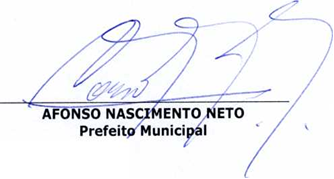 AFONSO NASCIMENTO NETO
Prefeito Municipal